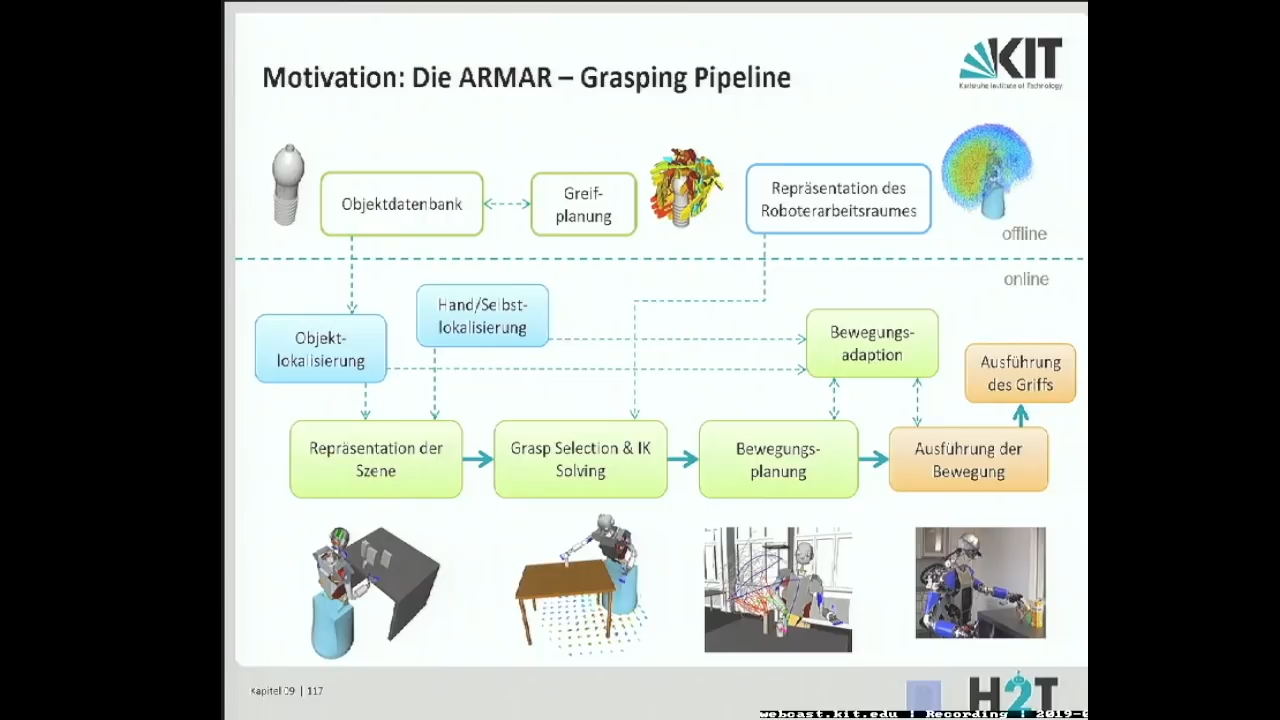 Motivation: Die ARMAR – Grasping Pipeline
KIT
Karlsruhe Institute of Technology
Objektdatenbank
Greif-
planung
Repräsentation des
Roboterarbeitsraumes
offline
online
Hand/Selbst-
lokalisierung
Objekt-
lokalisierung
Bewegungs-
adaption
Ausführung
des Griffs
Repräsentation der
Szene
Grasp Selection & IK
Solving
Bewegungs-
planung
Ausführung der
Bewegung
Kapitel 09 | 117
H2T
webcast.kit.edu | Recording | 2019-